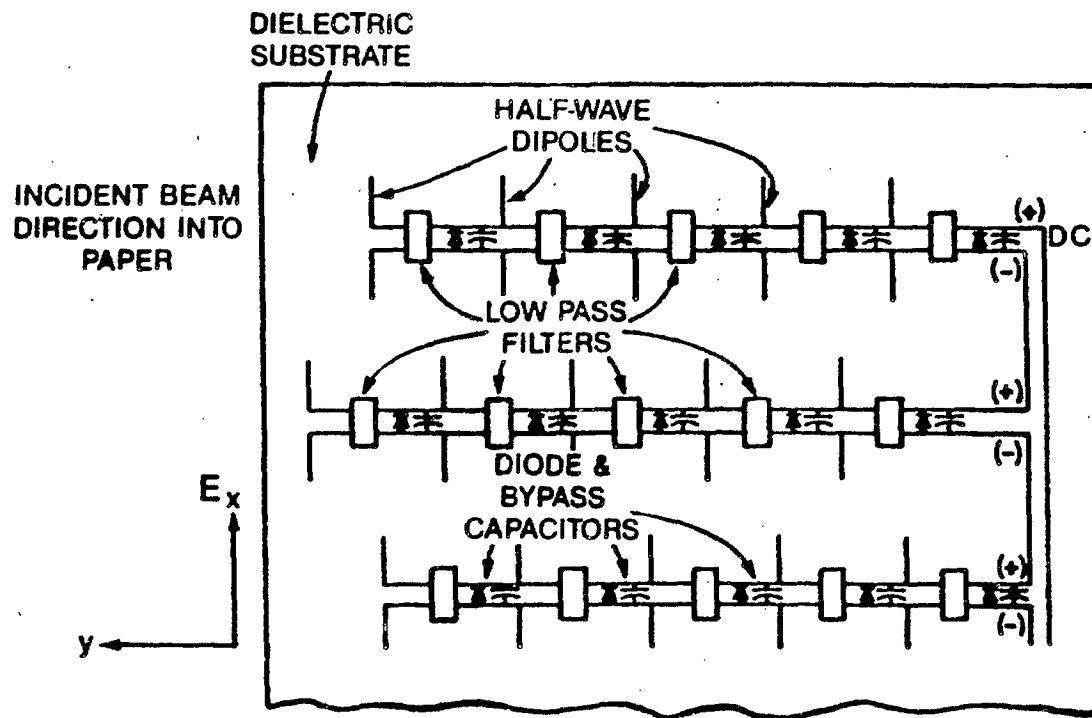 DIELECTRIC
SUBSTRATE
HALF-WAVE
DIPOLES
INCIDENT BEAM
DIRECTION INTO
PAPER
(+)
DC
(-)
LOW PASS
FILTERS
(+)
(-)
DIODE &
BYPASS
CAPACITORS
Ex
(+)
(-)
y